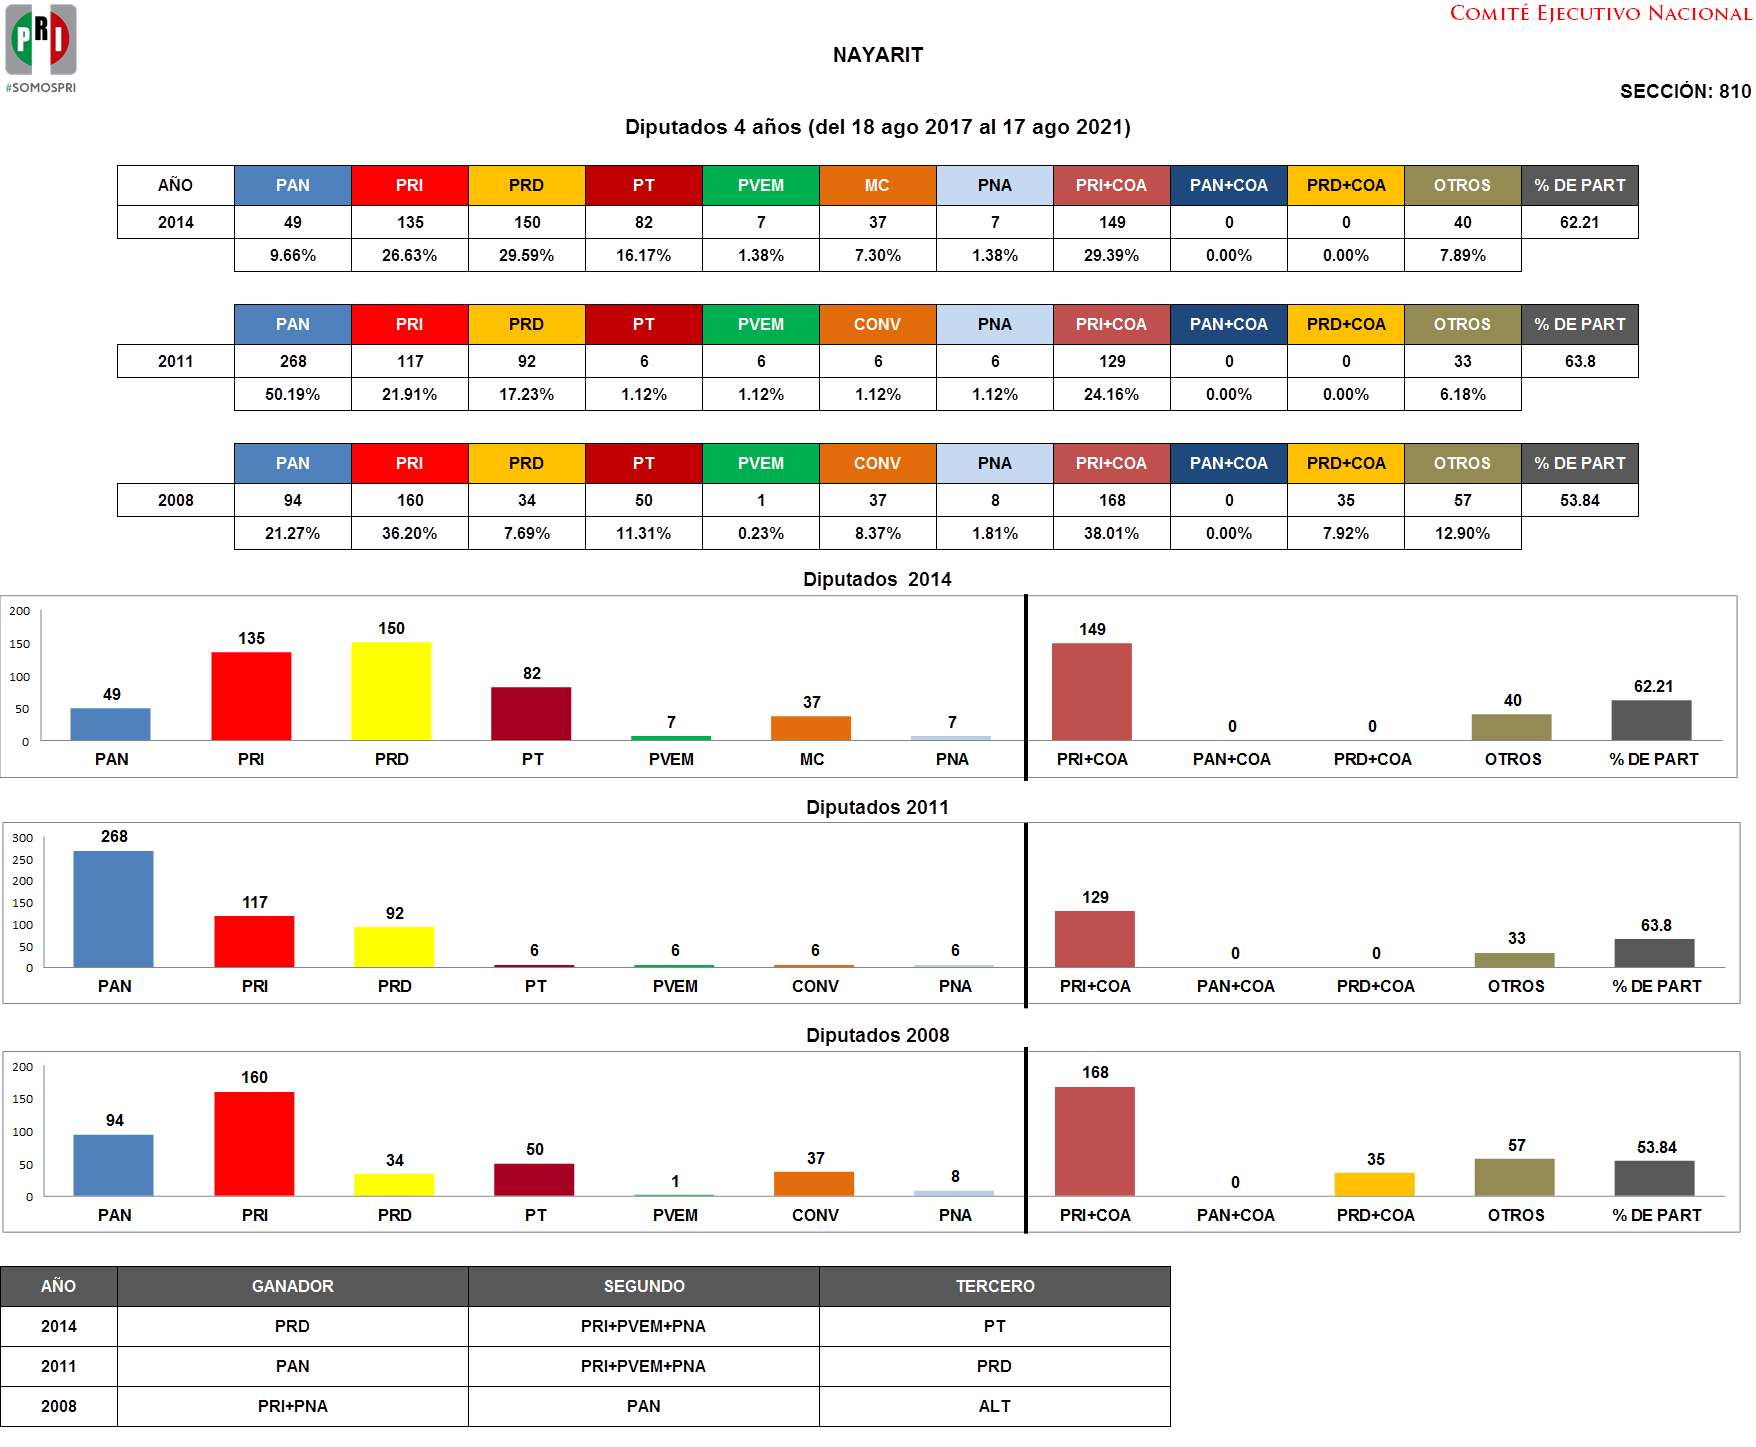 COMITÉ EJECUTIVO NACIONAL
PRI
#SOMOSPRI
NAYARIT
SECCIÓN: 810
Diputados 4 años (del 18 ago 2017 al 17 ago 2021)
AÑO PAN PRI PRD PT PVEM MC PNA PRI+COA PAN+COA PRD+COA OTROS % DE PART
2014 49 135 150 82 7 37 7 149 0 0 40 62.21
9.66% 26.63% 29.59% 16.17% 1.38% 7.30% 1.38% 29.39% 0.00% 0.00% 7.89%
PAN PRI PRD PT PVEM CONV PNA PRI+COA PAN+COA PRD+COA OTROS % DE PART
2011 268 117 92 6 6 6 6 129 0 0 33 63.8
50.19% 21.91% 17.23% 1.12% 1.12% 1.12% 1.12% 24.16% 0.00% 0.00% 6.18%
PAN PRI PRD PT PVEM CONV PNA PRI+COA PAN+COA PRD+COA OTROS % DE PART
2008 94 160 34 50 1 37 8 168 0 35 57 53.84
21.27% 36.20% 7.69% 11.31% 0.23% 8.37% 1.81% 38.01% 0.00% 7.92% 12.90%
Diputados 2014
200
150
100
50
0
49 135 150 82 7 37 7 149 0 0 40 62.21
PAN PRI PRD PT PVEM MC PNA PRI+COA PAN+COA PRD+COA OTROS % DE PART
Diputados 2011
300
250
200
150
100
50
0
268 117 92 6 6 6 6 129 0 0 33 63.8
PAN PRI PRD PT PVEM CONV PNA PRI+COA PAN+COA PRD+COA OTROS % DE PART
Diputados 2008
200
150
100
50
0
94 160 34 50 1 37 8 168 0 35 57 53.84
PAN PRI PRD PT PVEM CONV PNA PRI+COA PAN+COA PRD+COA OTROS % DE PART
AÑO GANADOR SEGUNDO TERCERO
2014 PRD PRI+PVEM+PNA PT
2011 PAN PRI+PVEM+PNA PRD
2008 PRI+PNA PAN ALT